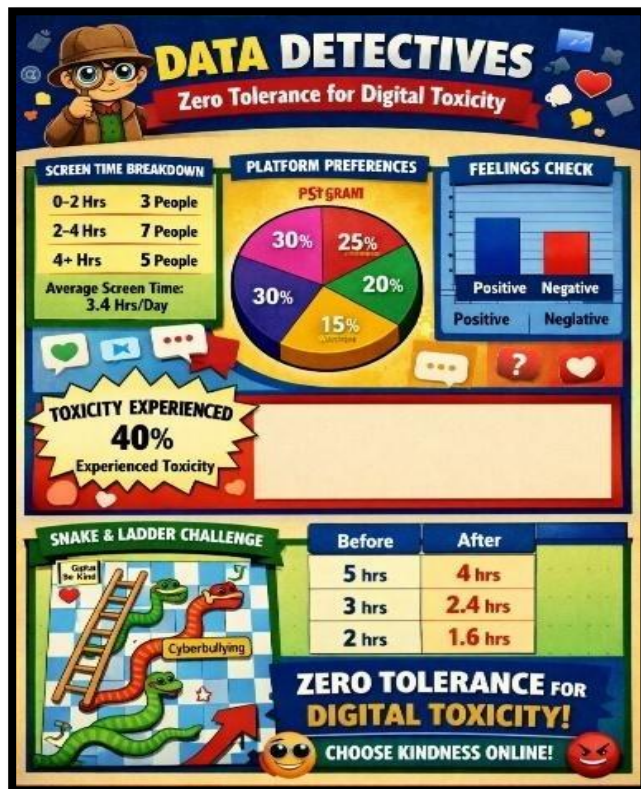 DATA DETECTIVES
Zero Tolerance for Digital Toxicity
SCREEN TIME BREAKDOWN
0-2 Hrs 3 People
2-4 Hrs 7 People
4+ Hrs 5 People
Average Screen Time:
3.4 Hrs/Day
PLATFORM PREFERENCES
30%
25%
30%
20%
15%
FEELINGS CHECK
Positive Negative
Positive Neglative
?
TOXICITY EXPERIENCED
40%
Experienced Toxicity
SNAKE & LADDER CHALLENGE
Be Kind
Cyberbullying
Before After
5 hrs 4 hrs
3 hrs 2.4 hrs
2 hrs 1.6 hrs
ZERO TOLERANCE FOR
DIGITAL TOXICITY!
CHOOSE KINDNESS ONLINE!